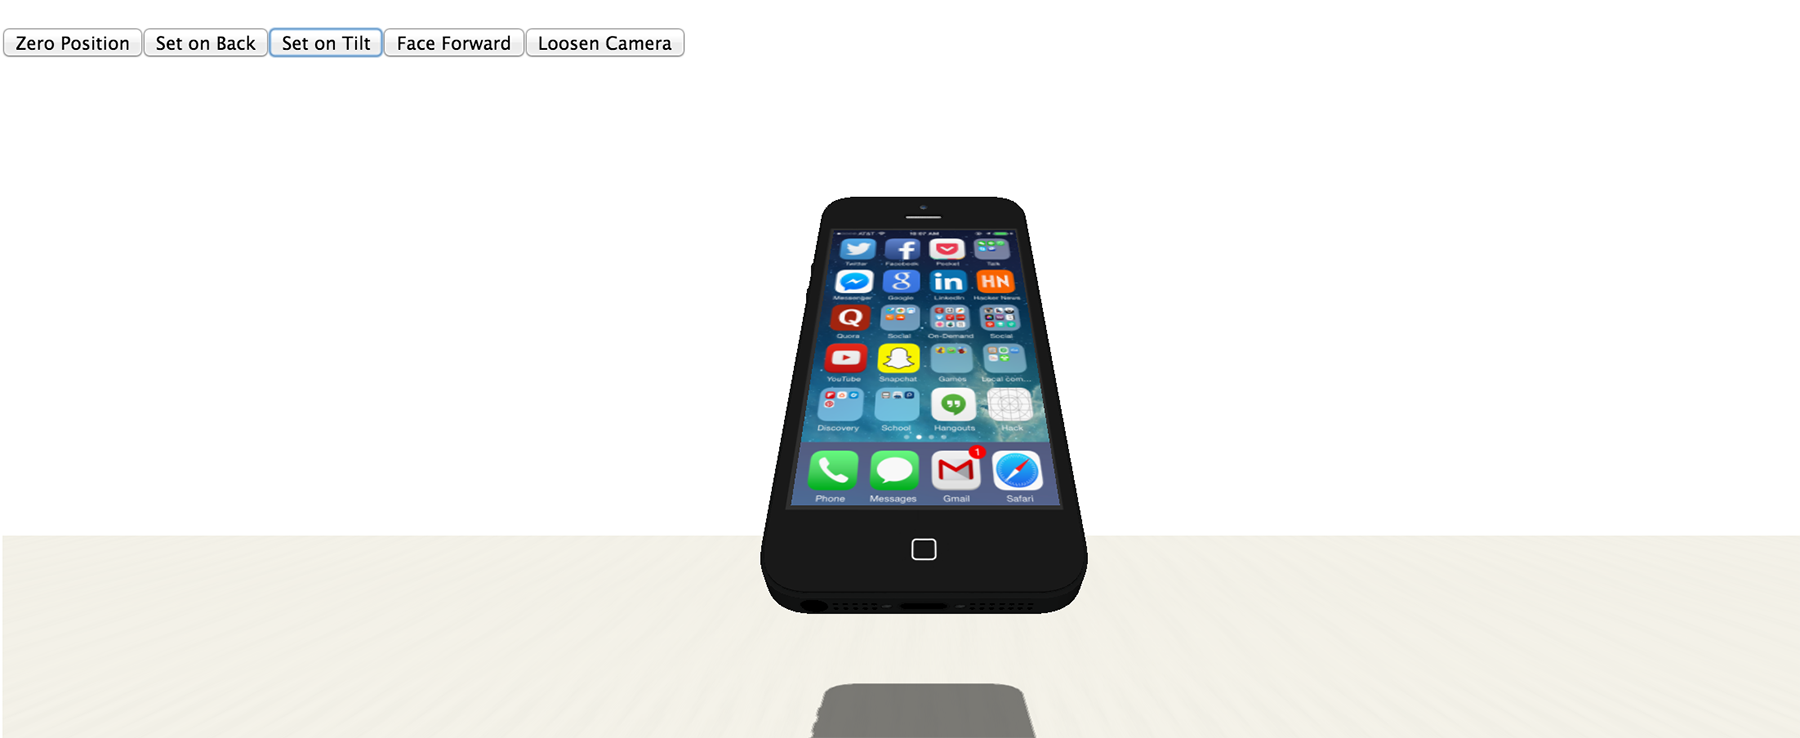 Zero Position Set on Back Set on Tilt Face Forward Loosen Camera
AT&T 10:57 AM
Twitter Facebook Pocket Talk
Messenger Google LinkedIn Hacker News
Quora Social On-Demand Social
YouTube Snapchat Games Local com...
Discovery School Hangouts Hack
1
Phone Messages Gmail Safari